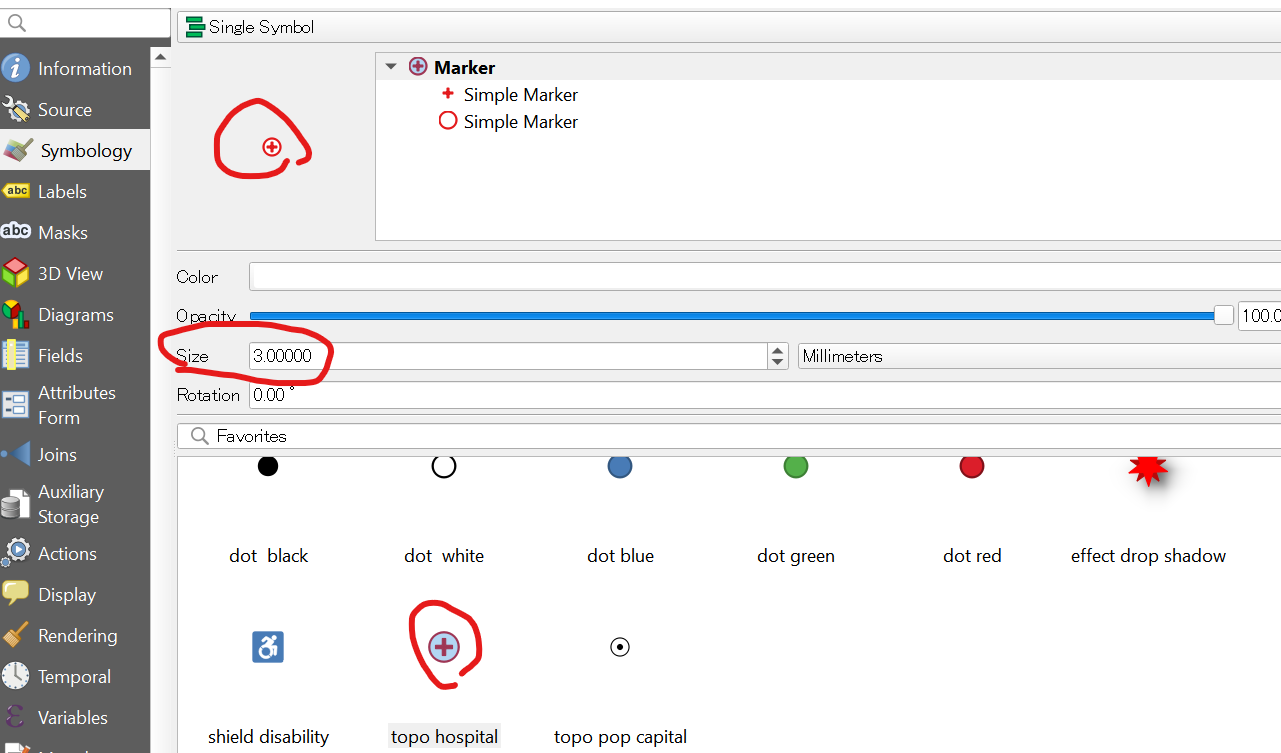 Single Symbol
Information
Source
Symbology
Labels
Masks
3D View
Diagrams
Fields
Attributes
Form
Joins
Auxiliary
Storage
Actions
Display
Rendering
Temporal
Variables
Marker
Simple Marker
Simple Marker
Color
Opacity
100.0
Size
3.00000
Millimeters
Rotation
0.00 °
Favorites
dot  black
dot  white
dot blue
dot green
dot red
effect drop shadow
shield disability
topo hospital
topo pop capital